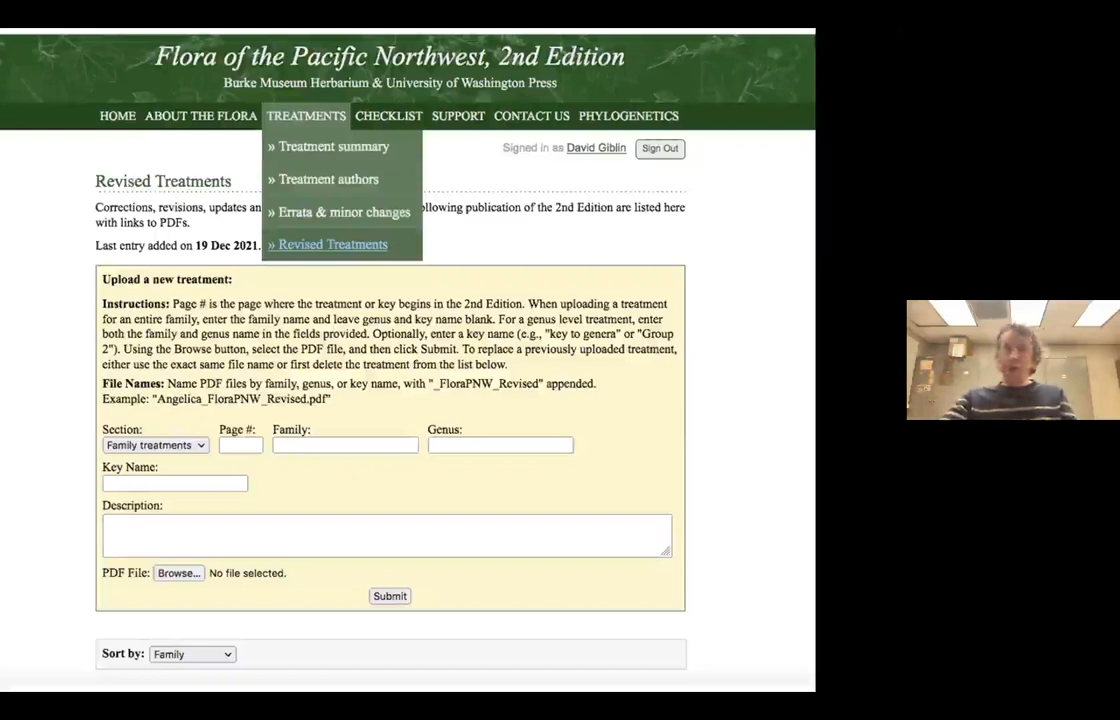 Flora of the Pacific Northwest, 2nd Edition
Burke Museum Herbarium & University of Washington Press
HOME ABOUT THE FLORA TREATMENTS CHECKLIST SUPPORT CONTACT US PHYLOGENETICS
» Treatment summary
» Treatment authors
» Errata & minor changes
» Revised Treatments
Signed in as David Giblin Sign Out
Revised Treatments
Corrections, revisions, updates an ollowing publication of the 2nd Edition are listed here
with links to PDFs.
Last entry added on 19 Dec 2021.
Upload a new treatment:
Instructions: Page # is the page where the treatment or key begins in the 2nd Edition. When uploading a treatment
for an entire family, enter the family name and leave genus and key name blank. For a genus level treatment, enter
both the family and genus name in the fields provided. Optionally, enter a key name (e.g., "key to genera" or "Group
2"). Using the Browse button, select the PDF file, and then click Submit. To replace a previously uploaded treatment,
either use the exact same file name or first delete the treatment from the list below.
File Names: Name PDF files by family, genus, or key name, with "_FloraPNW_Revised" appended.
Example: "Angelica_FloraPNW_Revised.pdf"
Section: Page #: Family: Genus:
Family treatments
Key Name:
Description:
PDF File: Browse... No file selected.
Submit
Sort by: Family